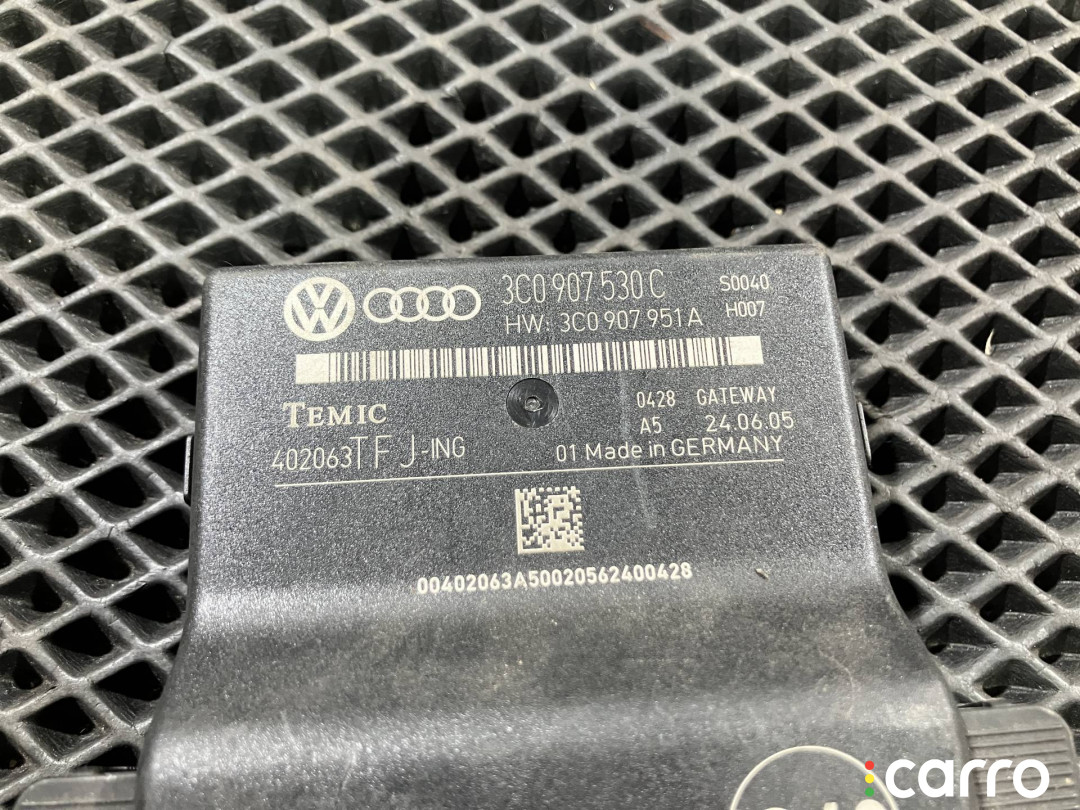 3C0 907 530 C S0040
HW: 3C0 907 951 A H007
TEMIC 0428 GATEWAY
A5 24.06.05
402063TFJ-ING 01 Made in GERMANY
00402063A50020562400428
carro